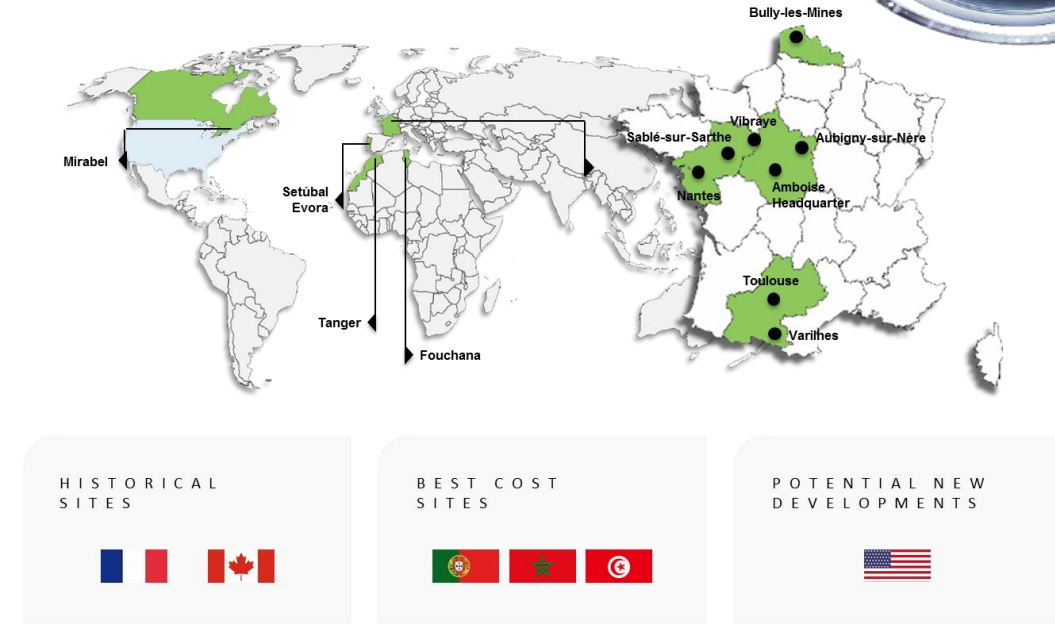 Bully-les-Mines
Vibraye
Sablé-sur-Sarthe
Aubigny-sur-Nère
Mirabel
Setúbal
Evora
Nantes
Amboise
Headquarter
Toulouse
Tanger
Varilhes
Fouchana
HISTORICAL
SITES
BEST COST
SITES
POTENTIAL NEW
DEVELOPMENTS